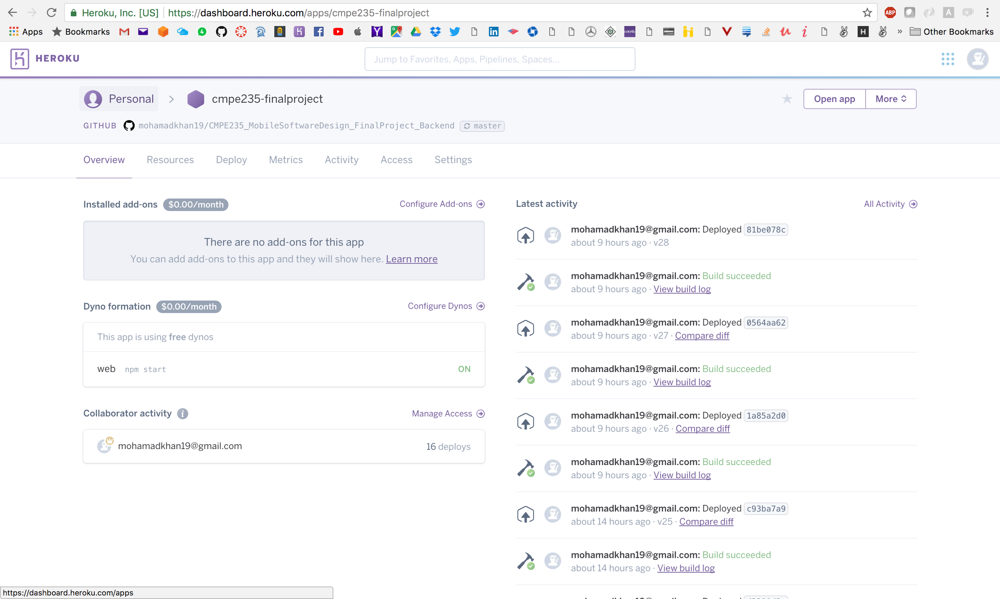 Heroku, Inc. [US] https://dashboard.heroku.com/apps/cmpe235-finalproject
ABP
A
Apps Bookmarks 4 Y G in colorlib H » Other Bookmarks
HEROKU
Jump to Favorites, Apps, Pipelines, Spaces...
Personal > cmpe235-finalproject
Open app More
GITHUB mohamadkhan19/CMPE235_MobileSoftwareDesign_FinalProject_Backend master
Overview Resources Deploy Metrics Activity Access Settings
Installed add-ons $0.00/month Configure Add-ons
There are no add-ons for this app
You can add add-ons to this app and they will show here. Learn more
Dyno formation $0.00/month Configure Dynos
This app is using free dynos
web npm start ON
Collaborator activity i Manage Access
mohamadkhan19@gmail.com 16 deploys
Latest activity All Activity
mohamadkhan19@gmail.com: Deployed 81be078c
about 9 hours ago · v28
mohamadkhan19@gmail.com: Build succeeded
about 9 hours ago · View build log
mohamadkhan19@gmail.com: Deployed 0564aa62
about 9 hours ago · v27 · Compare diff
mohamadkhan19@gmail.com: Build succeeded
about 9 hours ago · View build log
mohamadkhan19@gmail.com: Deployed 1a85a2d0
about 9 hours ago · v26 · Compare diff
mohamadkhan19@gmail.com: Build succeeded
about 9 hours ago · View build log
mohamadkhan19@gmail.com: Deployed c93ba7a9
about 14 hours ago · v25 · Compare diff
mohamadkhan19@gmail.com: Build succeeded
about 14 hours ago · View build log
https://dashboard.heroku.com/apps